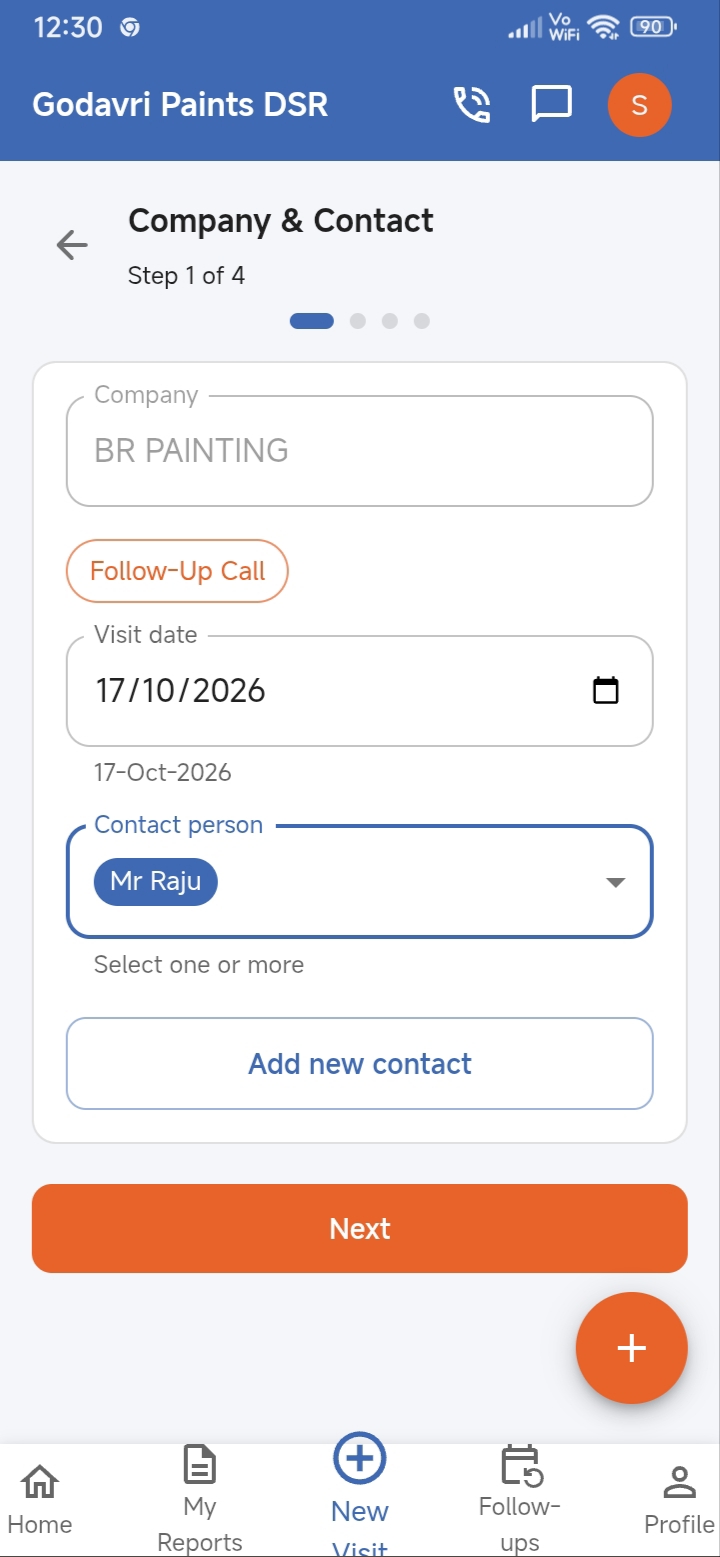 12:30
Vo
WiFi
90
Godavri Paints DSR
S
Company & Contact
Step 1 of 4
Company
BR PAINTING
Follow-Up Call
Visit date
17/10/2026
17-Oct-2026
Contact person
Mr Raju
Select one or more
Add new contact
Next
+
Home
My
Reports
New
Visit
Follow-
ups
Profile